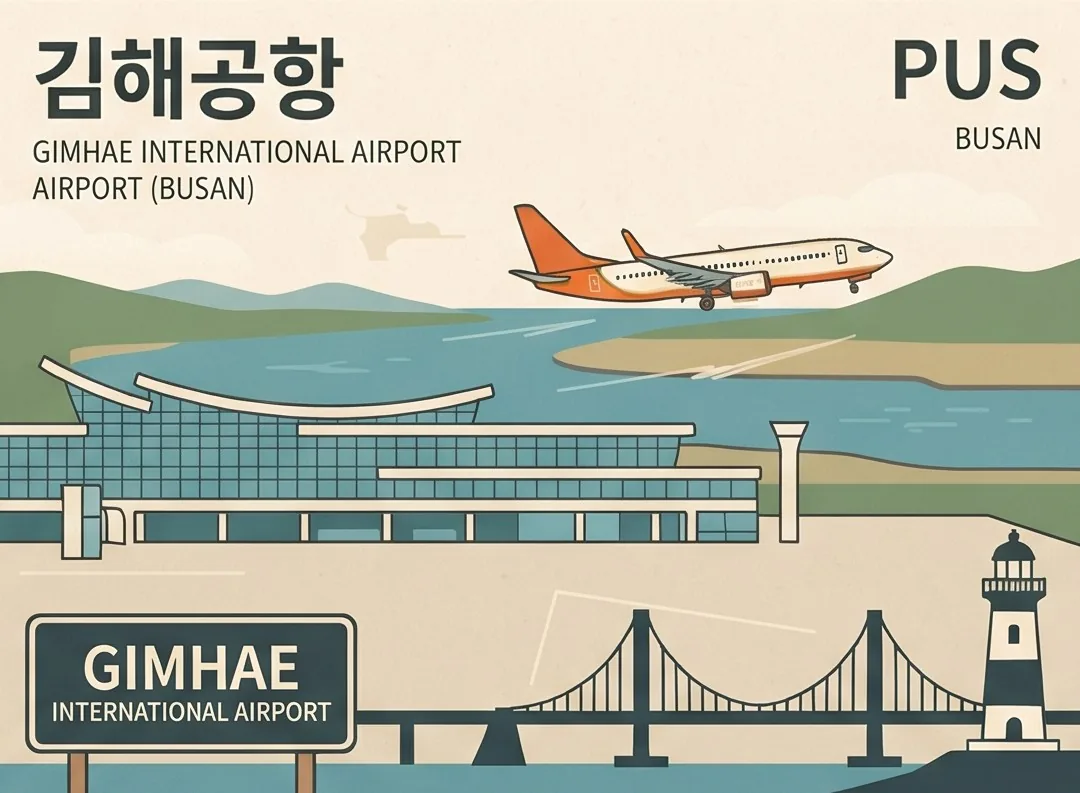 김해공항
GIMHAE INTERNATIONAL AIRPORT
AIRPORT (BUSAN)
PUS
BUSAN
GIMHAE
INTERNATIONAL AIRPORT